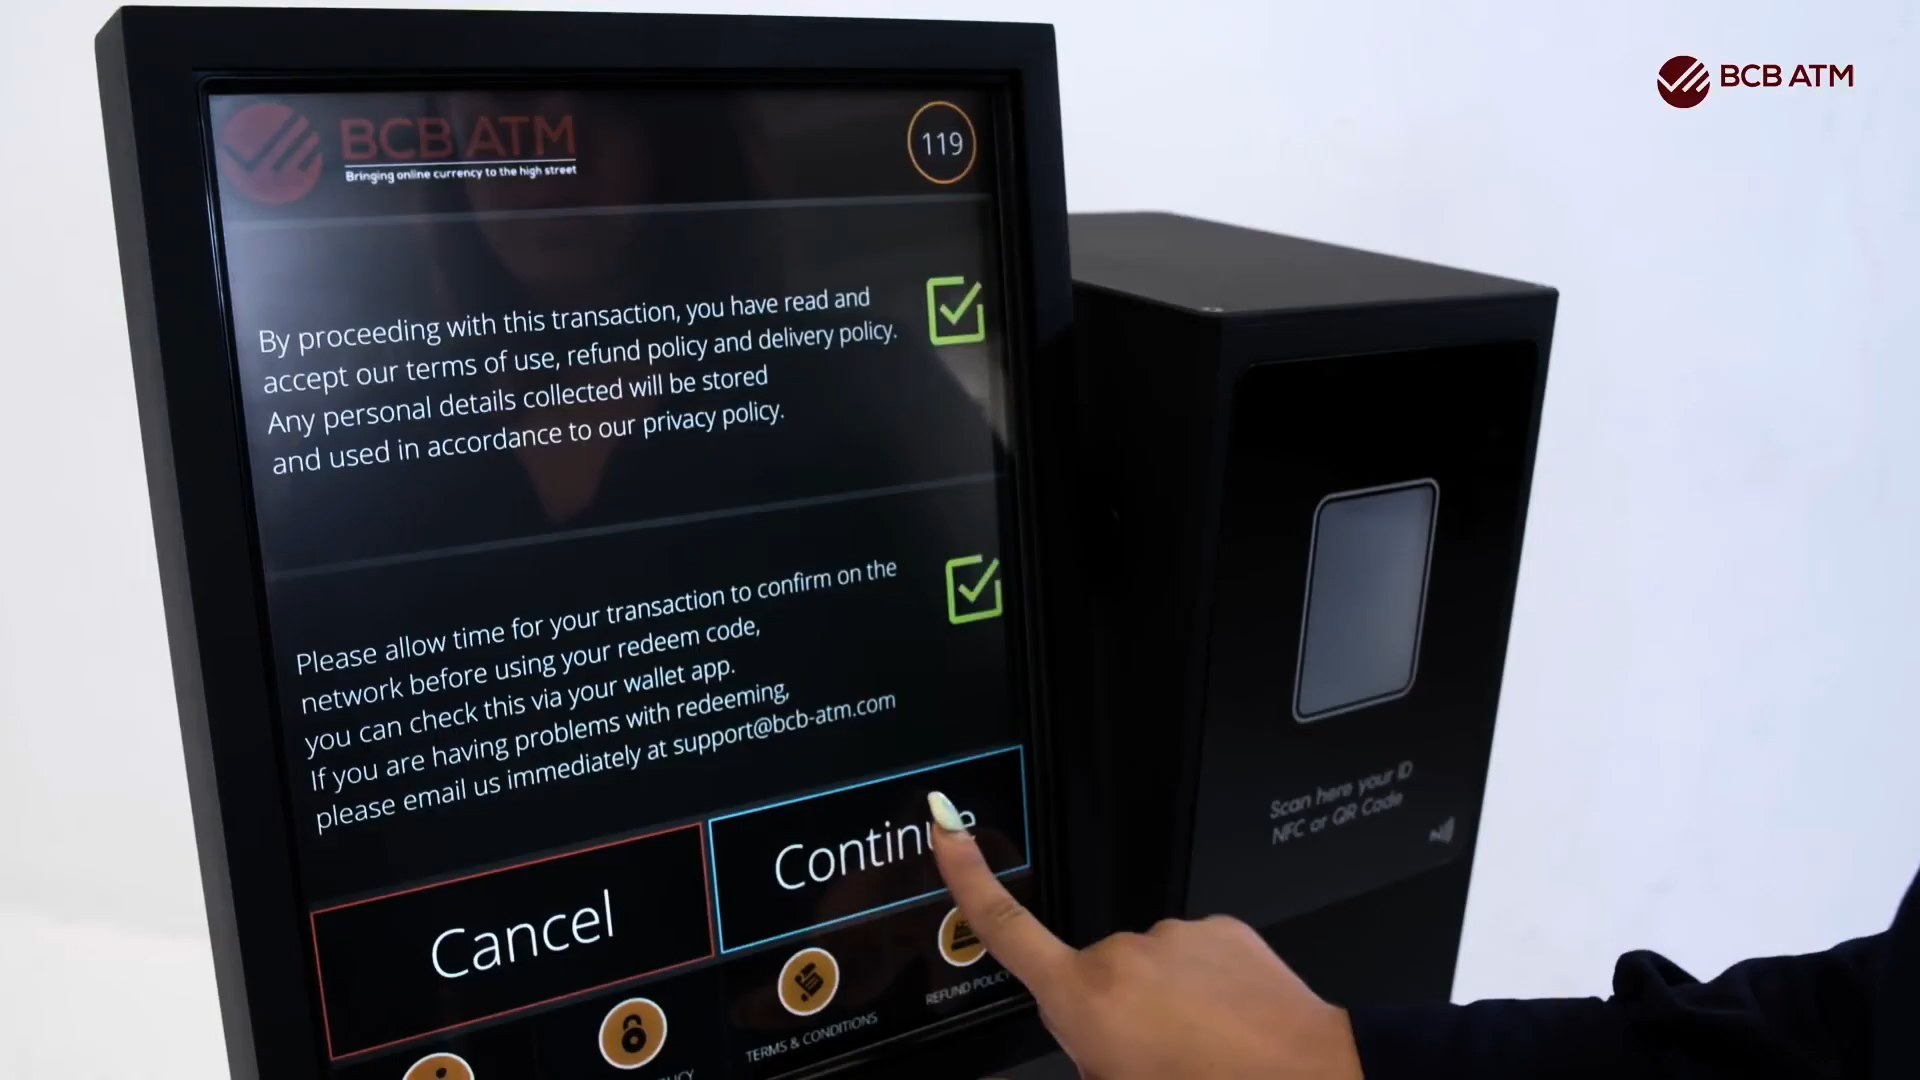 BCB ATM
BCB ATM
Bringing online currency to the high street
119
By proceeding with this transaction, you have read and
accept our terms of use, refund policy and delivery policy.
Any personal details collected will be stored
and used in accordance to our privacy policy.
Please allow time for your transaction to confirm on the
network before using your redeem code,
you can check this via your wallet app.
If you are having problems with redeeming,
please email us immediately at support@bcb-atm.com
Cancel
Continue
TERMS & CONDITIONS
REFUND POLICY
Scan here your ID
NFC or QR Code